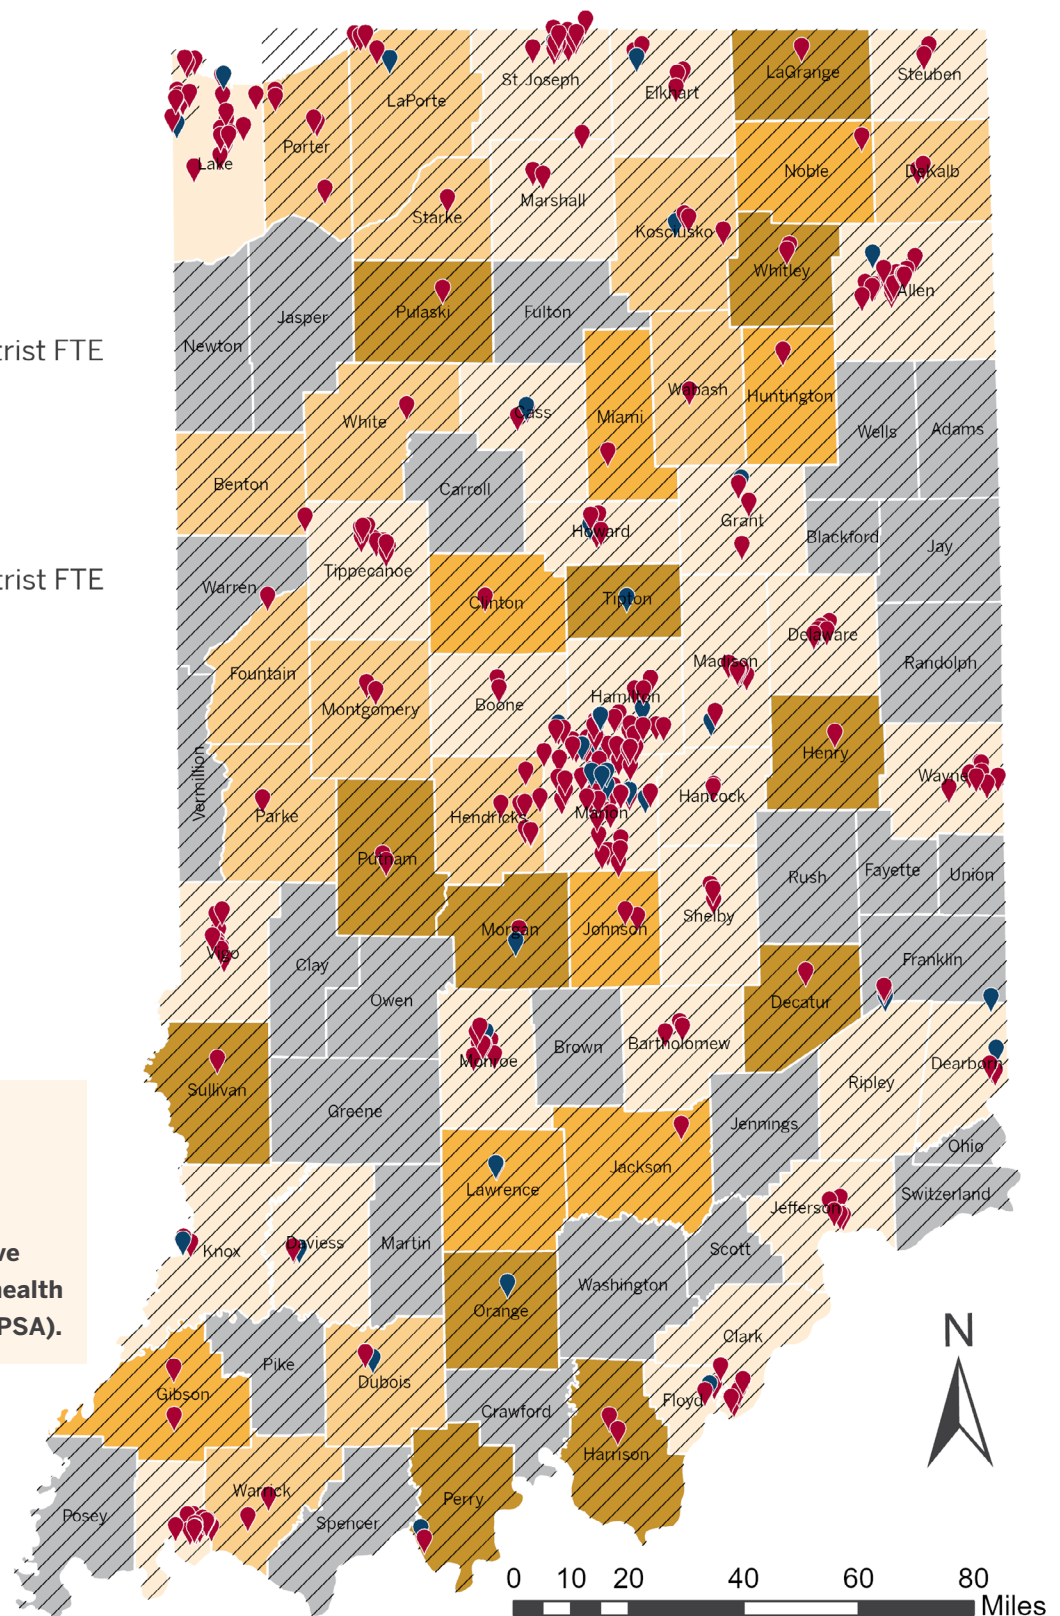 St. Joseph
LaGrange
Steuben
LaPorte
Elkhart
Porter
Lake
Noble
DeKalb
Marshall
Starke
Kosciusko
Whitley
Allen
Pulaski
Fulton
Jasper
Newton
trist FTE
Wabash
Huntington
White
Cass
Miami
Wells
Adams
Benton
Carroll
Grant
Howard
Blackford
Jay
Tippecanoe
trist FTE
Warren
Clinton
Tipton
Delaware
Randolph
Fountain
Madison
Hamilton
Montgomery
Boone
Henry
Wayne
Vermillion
Hancock
Parke
Hendricks
Marion
Putnam
Rush
Fayette
Union
Shelby
Morgan
Johnson
Vigo
Clay
Franklin
Owen
Decatur
Monroe
Brown
Bartholomew
Dearborn
Sullivan
Ripley
Greene
Jennings
Ohio
Jackson
Lawrence
Switzerland
Jefferson
Knox
Daviess
Martin
Scott
ve
ealth
PSA).
Washington
Orange
N
Clark
Pike
Dubois
Gibson
Floyd
Crawford
Harrison
Warrick
Perry
Posey
Spencer
0 10 20 40 60 80
Miles